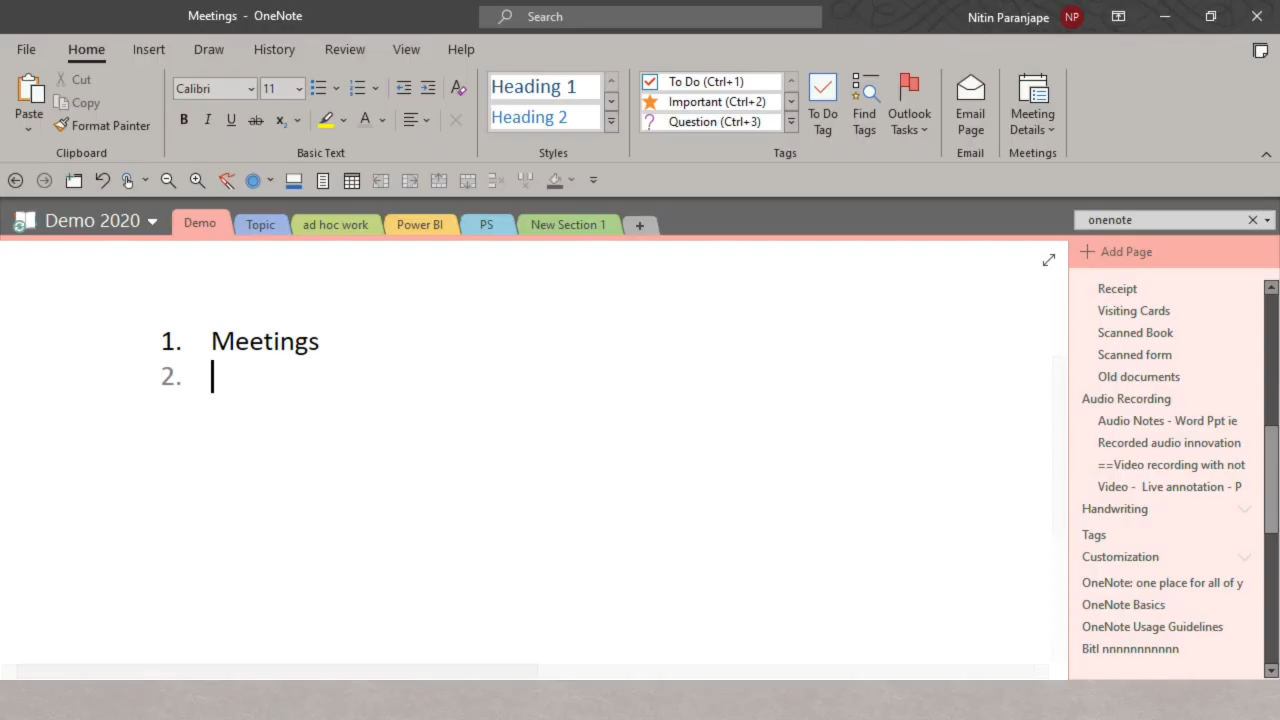 Meetings - OneNote
Search
Nitin Paranjape NP
File Home Insert Draw History Review View Help
Paste
Cut
Copy
Format Painter
Clipboard
Calibri 11
B I U ab x₂ A
Basic Text
Heading 1
Heading 2
Styles
To Do (Ctrl+1)
Important (Ctrl+2)
Question (Ctrl+3)
To Do Tag
Find Tags
Outlook Tasks
Tags
Email Page
Email
Meeting Details
Meetings
Demo 2020
Demo Topic ad hoc work Power BI PS New Section 1 +
onenote
1. Meetings
2.
Add Page
Receipt
Visiting Cards
Scanned Book
Scanned form
Old documents
Audio Recording
Audio Notes - Word Ppt ie
Recorded audio innovation
==Video recording with not
Video - Live annotation - P
Handwriting
Tags
Customization
OneNote: one place for all of y
OneNote Basics
OneNote Usage Guidelines
Bitl nnnnnnnnnnn